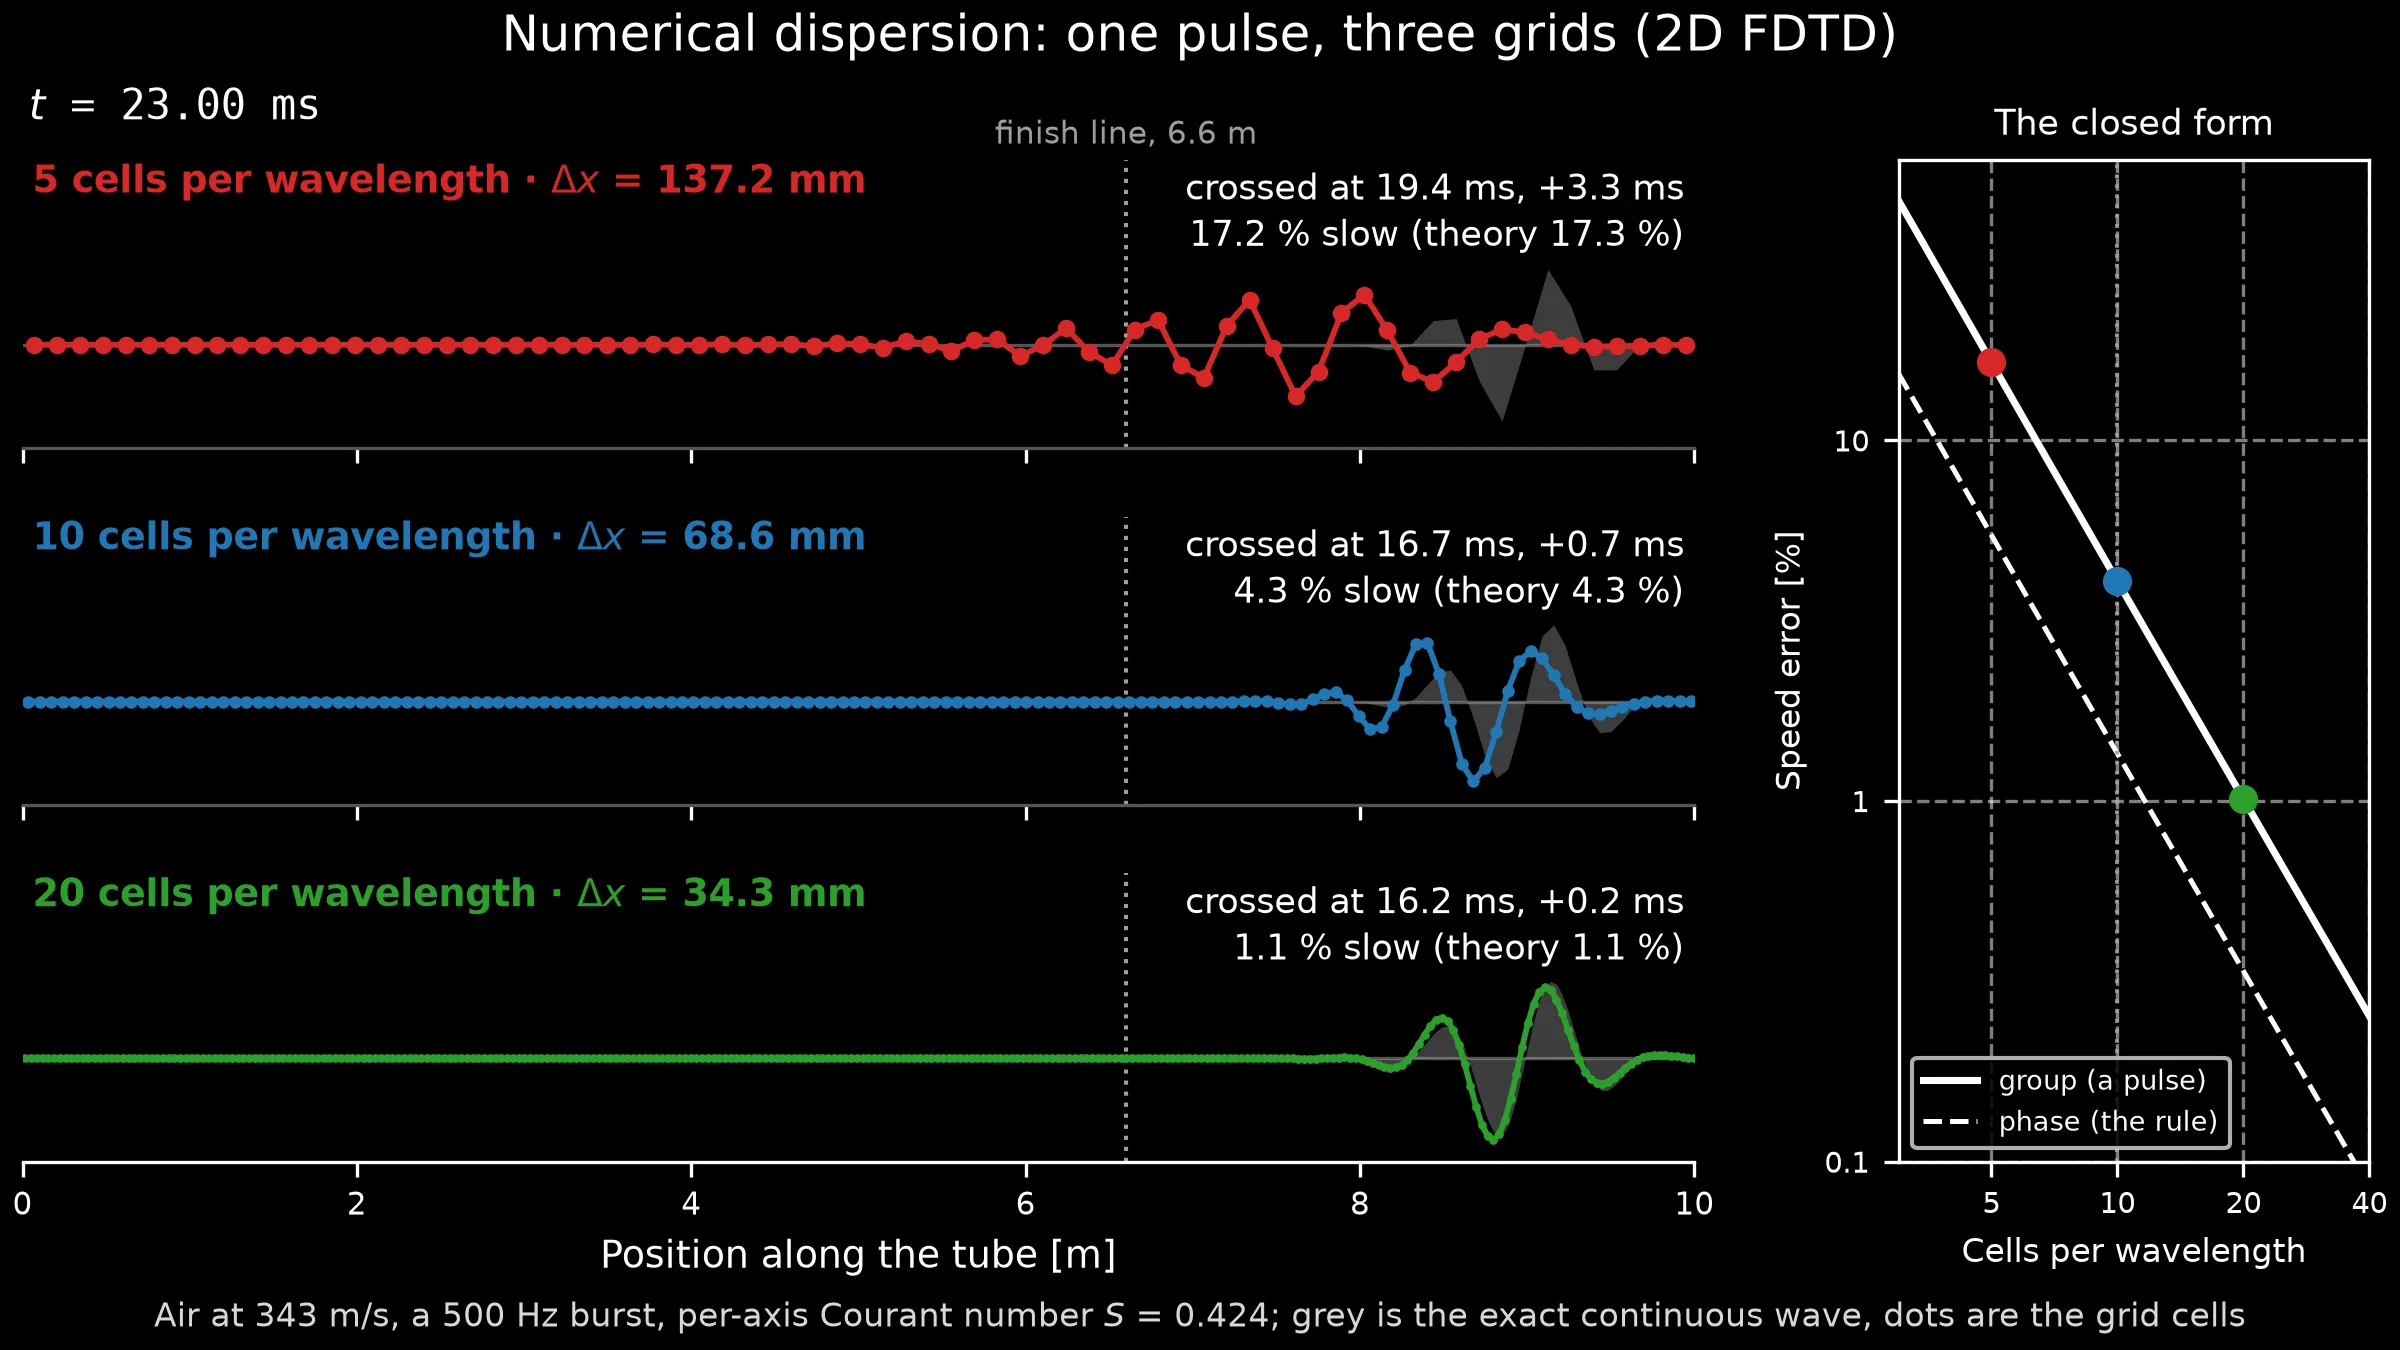 Numerical dispersion: one pulse, three grids (2D FDTD)
t = 23.00 ms
finish line, 6.6 m
5 cells per wavelength · Δx = 137.2 mm
crossed at 19.4 ms, +3.3 ms
17.2 % slow (theory 17.3 %)
10 cells per wavelength · Δx = 68.6 mm
crossed at 16.7 ms, +0.7 ms
4.3 % slow (theory 4.3 %)
20 cells per wavelength · Δx = 34.3 mm
crossed at 16.2 ms, +0.2 ms
1.1 % slow (theory 1.1 %)
0 2 4 6 8 10
Position along the tube [m]
The closed form
Speed error [%]
10
1
0.1
group (a pulse)
phase (the rule)
5 10 20 40
Cells per wavelength
Air at 343 m/s, a 500 Hz burst, per-axis Courant number S = 0.424; grey is the exact continuous wave, dots are the grid cells